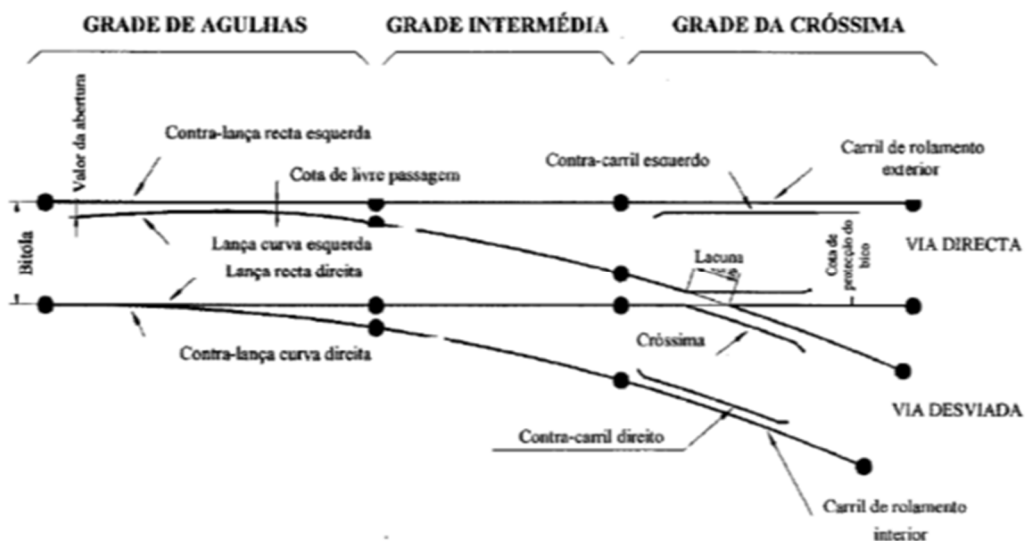 GRADE DE AGULHAS
GRADE INTERMÉDIA
GRADE DA CRÓSSIMA
Valor da abertura
Contra-lança recta esquerda
Cota de livre passagem
Contra-carril esquerdo
Carril de rolamento
exterior
Bitola
Lança curva esquerda
Lança recta direita
Contra-lança curva direita
Lacuna
Cota de
protecção do
bico
VIA DIRECTA
Cróssima
VIA DESVIADA
Contra-carril direito
Carril de rolamento
interior